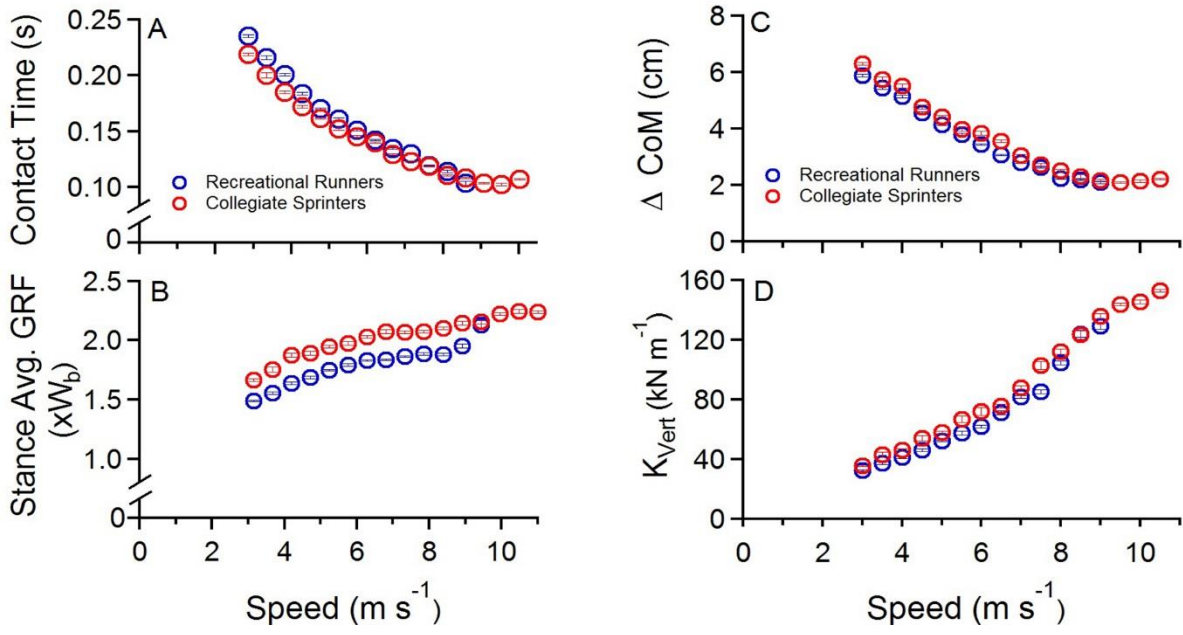 A
Contact Time (s)
0.25
0.20
0.15
0.10
0
Recreational Runners
Collegiate Sprinters
B
Stance Avg. GRF
(xW_b)
2.5
2.0
1.5
1.0
0
0 2 4 6 8 10
Speed (m s⁻¹)
C
Δ CoM (cm)
8
6
4
2
0
Recreational Runners
Collegiate Sprinters
D
K_Vert (kN m⁻¹)
160
120
80
40
0
0 2 4 6 8 10
Speed (m s⁻¹)